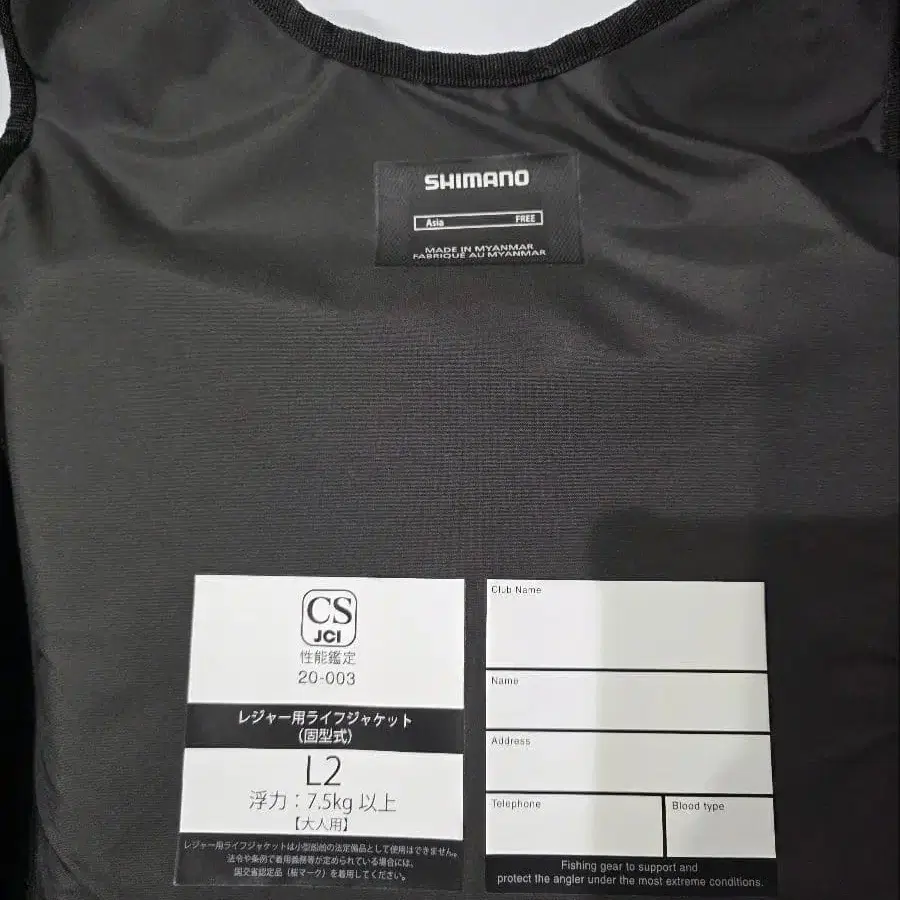 SHIMANO
Asia FREE
MADE IN MYANMAR
FABRIQUÉ AU MYANMAR
CS
JCI
性能鑑定
20-003
レジャー用ライフジャケット
(固型式)
L2
浮力：7.5kg 以上
【大人用】
レジャー用ライフジャケットは小型船舶の法定備品として使用はできません。
法令や条例で着用義務等が定められている場合には、
国交省認定品（桜マーク）を着用してください。
Club Name
Name
Address
Telephone
Blood type
Fishing gear to support and
protect the angler under the most extreme conditions.